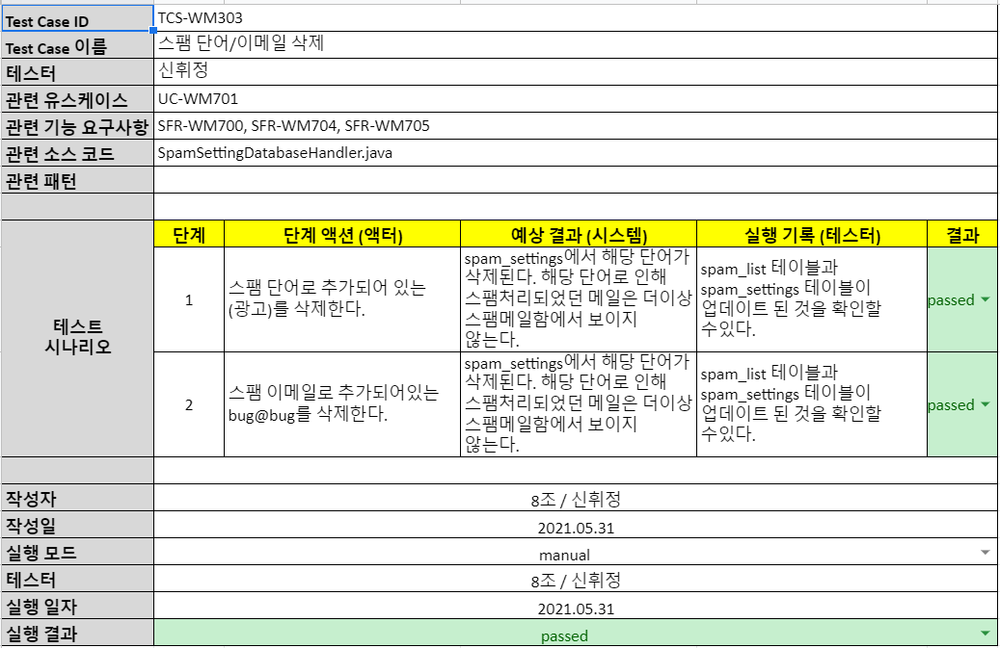 Test Case ID TCS-WM303
Test Case 이름 스팸 단어/이메일 삭제
테스터 신휘정
관련 유스케이스 UC-WM701
관련 기능 요구사항 SFR-WM700, SFR-WM704, SFR-WM705
관련 소스 코드 SpamSettingDatabaseHandler.java
관련 패턴
테스트
시나리오
단계 단계 액션 (액터) 예상 결과 (시스템) 실행 기록 (테스터) 결과
1
스팸 단어로 추가되어 있는
(광고)를 삭제한다.
spam_settings에서 해당 단어가
삭제된다. 해당 단어로 인해
스팸처리되었던 메일은 더이상
스팸메일함에서 보이지
않는다.
spam_list 테이블과
spam_settings 테이블이
업데이트 된 것을 확인할
수있다.
passed
2
스팸 이메일로 추가되어있는
bug@bug를 삭제한다.
spam_settings에서 해당 단어가
삭제된다. 해당 단어로 인해
스팸처리되었던 메일은 더이상
스팸메일함에서 보이지
않는다.
spam_list 테이블과
spam_settings 테이블이
업데이트 된 것을 확인할
수있다.
passed
작성자 8조 / 신휘정
작성일 2021.05.31
실행 모드 manual
테스터 8조 / 신휘정
실행 일자 2021.05.31
실행 결과 passed